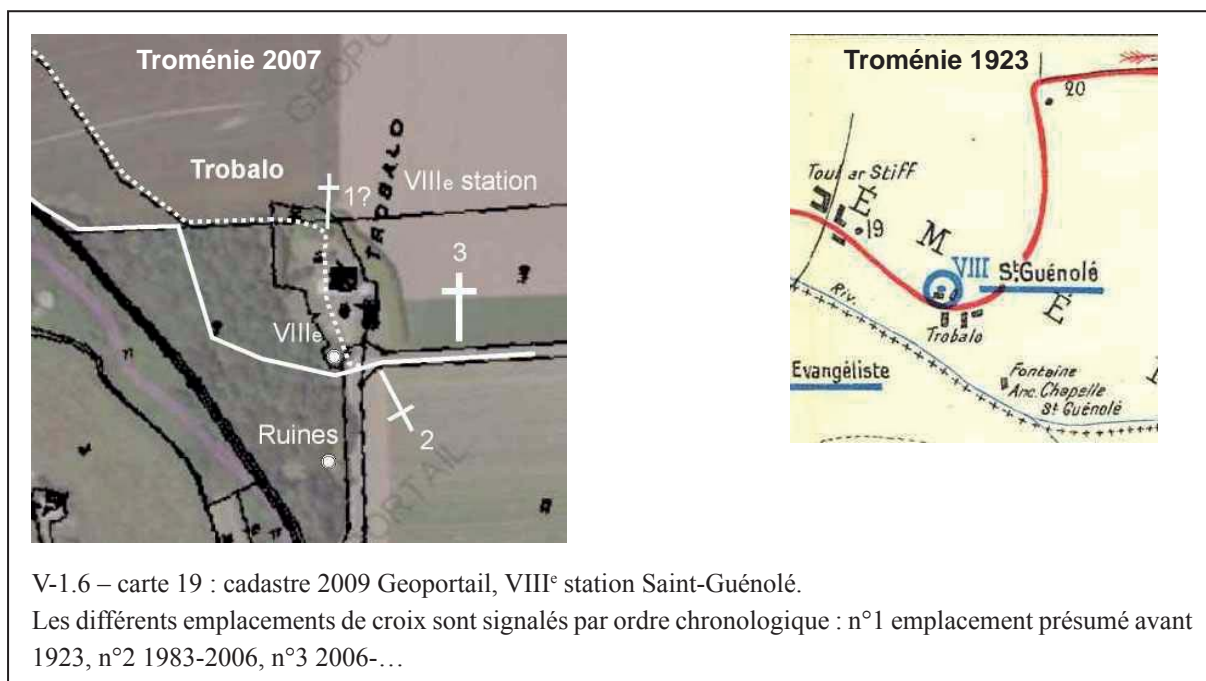 Troménie 2007
GEOPO
Trobalo
TROBALO
1?
VIIIe station
3
VIIIe
2
Ruines
ORTAIL
Troménie 1923
20
Toul ar Stiff
É
19
M
VIII
St Guénolé
É
Riv.
Trobalo
Evangéliste
Fontaine
Anc. Chapelle
St Guénolé
V-1.6 – carte 19 : cadastre 2009 Geoportail, VIIIe station Saint-Guénolé.
Les différents emplacements de croix sont signalés par ordre chronologique : n°1 emplacement présumé avant
1923, n°2 1983-2006, n°3 2006-…